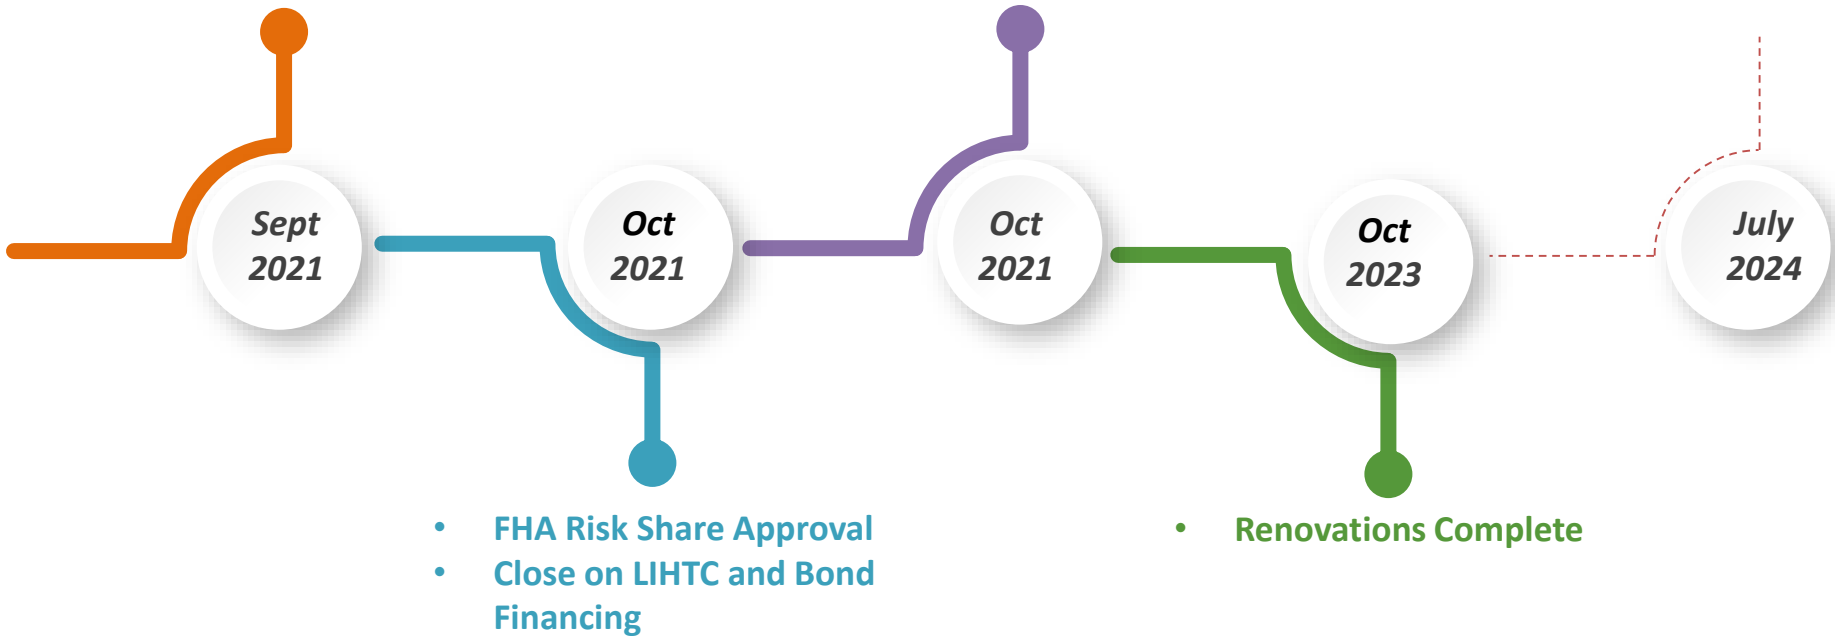 Sept
2021
Oct
2021
Oct
2021
Oct
2023
July
2024
• FHA Risk Share Approval
• Close on LIHTC and Bond
Financing
• Renovations Complete